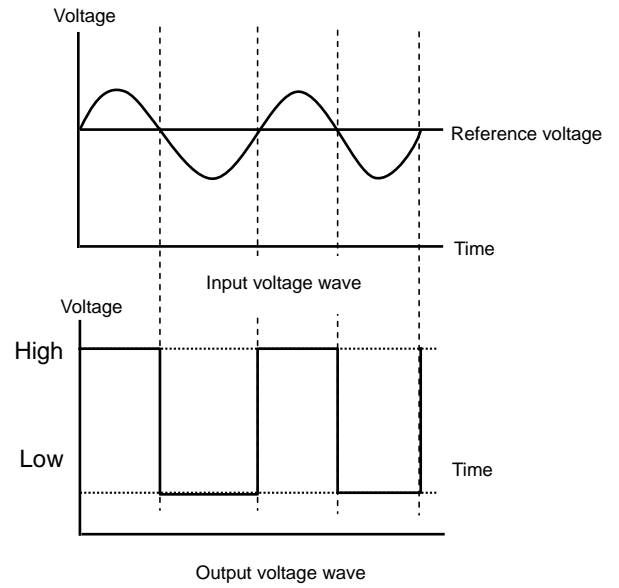 Voltage
Reference voltage
Time
Input voltage wave
Voltage
High
Low
Time
Output voltage wave